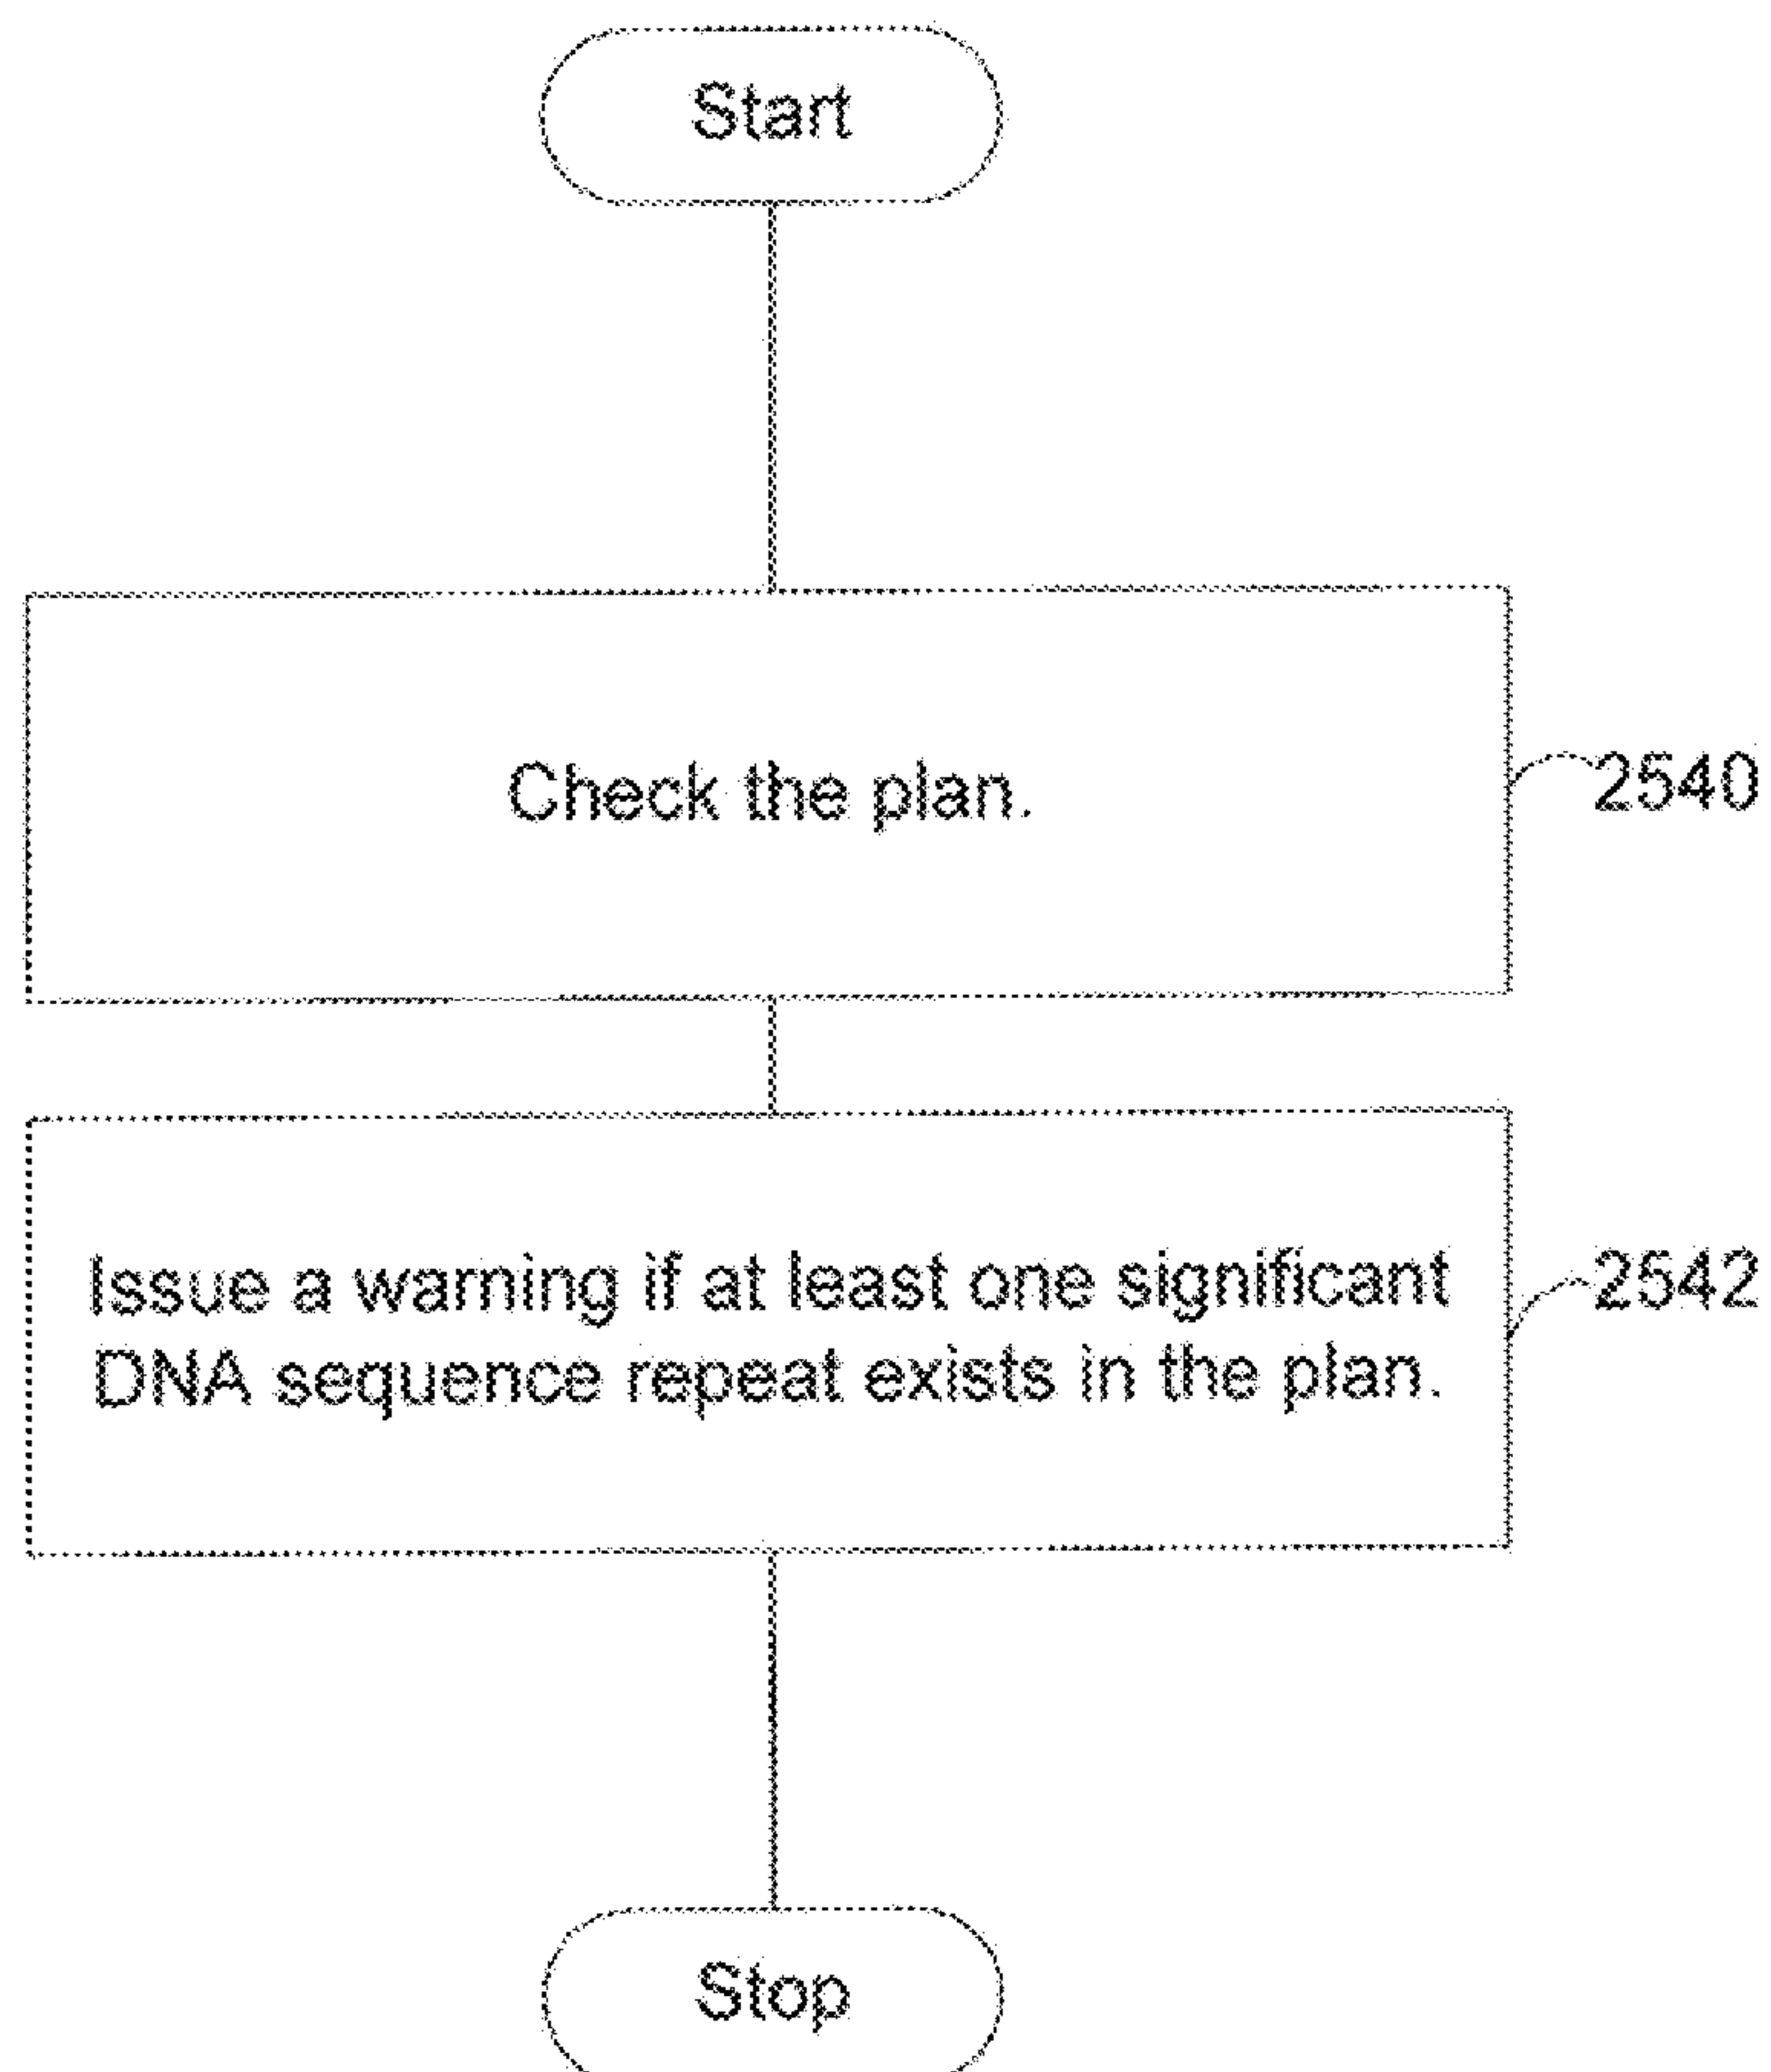 Start
Check the plan.
2540
Issue a warning if at least one significant
DNA sequence repeat exists in the plan.
2542
Stop